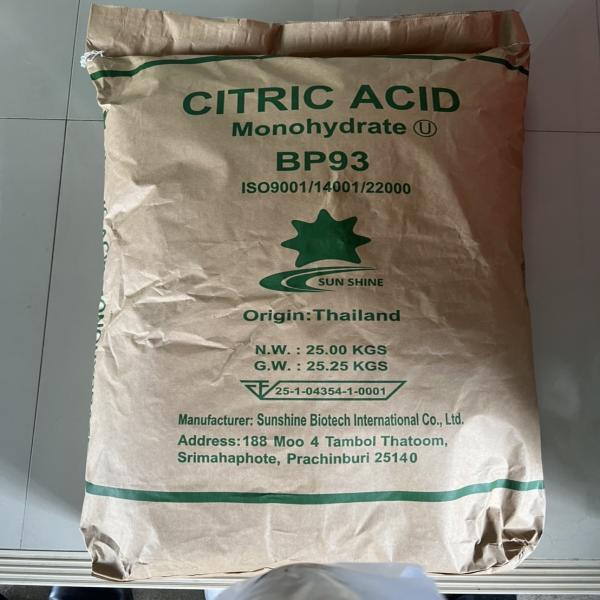 CITRIC ACID
Monohydrate Ⓤ
BP93
ISO9001/14001/22000
SUN SHINE
Origin:Thailand
N.W. : 25.00 KGS
G.W. : 25.25 KGS
25-1-04354-1-0001
Manufacturer: Sunshine Biotech International Co., Ltd.
Address:188 Moo 4 Tambol Thatoom,
Srimahaphote, Prachinburi 25140